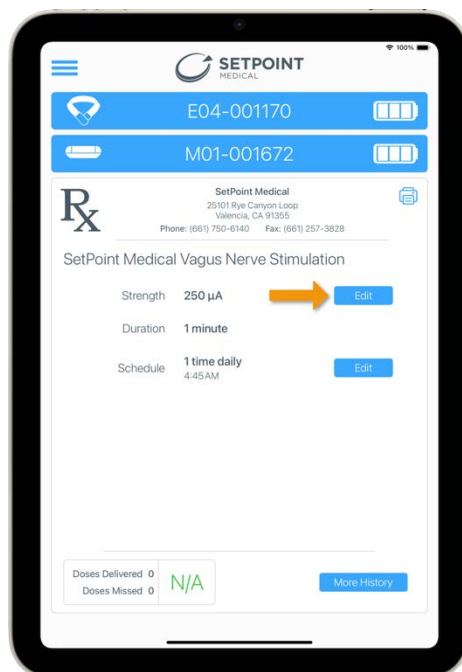 100%
SETPOINT
MEDICAL
E04-001170
M01-001672
Rx
SetPoint Medical
25101 Rye Canyon Loop
Valencia, CA 91355
Phone: (661) 750-6140 Fax: (661) 257-3828
SetPoint Medical Vagus Nerve Stimulation
Strength 250 µA Edit
Duration 1 minute
Schedule 1 time daily Edit
4:45AM
Doses Delivered 0
Doses Missed 0
N/A
More History